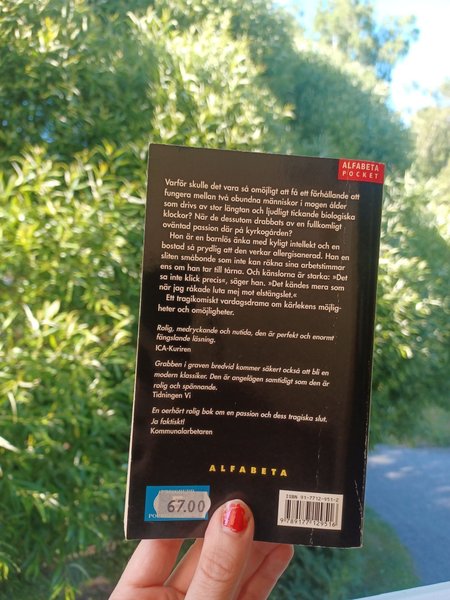 ALFABETA
POCKET
Varför skulle det vara så omöjligt att få ett förhållande att
fungera mellan två obundna människor i mogen ålder
som drivs av stor längtan och ljudligt tickande biologiska
klockor? När de dessutom drabbats av en fullkomligt
oväntad passion där på kyrkogården?
Hon är en barnlös änka med kyligt intellekt och en
bostad så prydlig att den verkar allergisanerad. Han en
sliten småbonde som inte kan räkna sina arbetstimmar
ens om han tar till tårna. Och känslorna är starka: »Det
sa inte klick precis«, säger han. »Det kändes mera som
när jag råkade luta mej mot elstängslet.«
Ett tragikomiskt vardagsdrama om kärlekens möjlig-
heter och omöjligheter.
Rolig, medryckande och nutida, den är perfekt och enormt
fängslande läsning.
ICA-Kuriren
Grabben i graven bredvid kommer säkert också att bli en
modern klassiker. Den är angelägen samtidigt som den är
rolig och spännande.
Tidningen Vi
En oerhört rolig bok om en passion och dess tragiska slut.
Ja faktiskt!
Kommunalarbetaren
ALFABETA
67.00
ISBN 91-7712-951-2
9789177129516